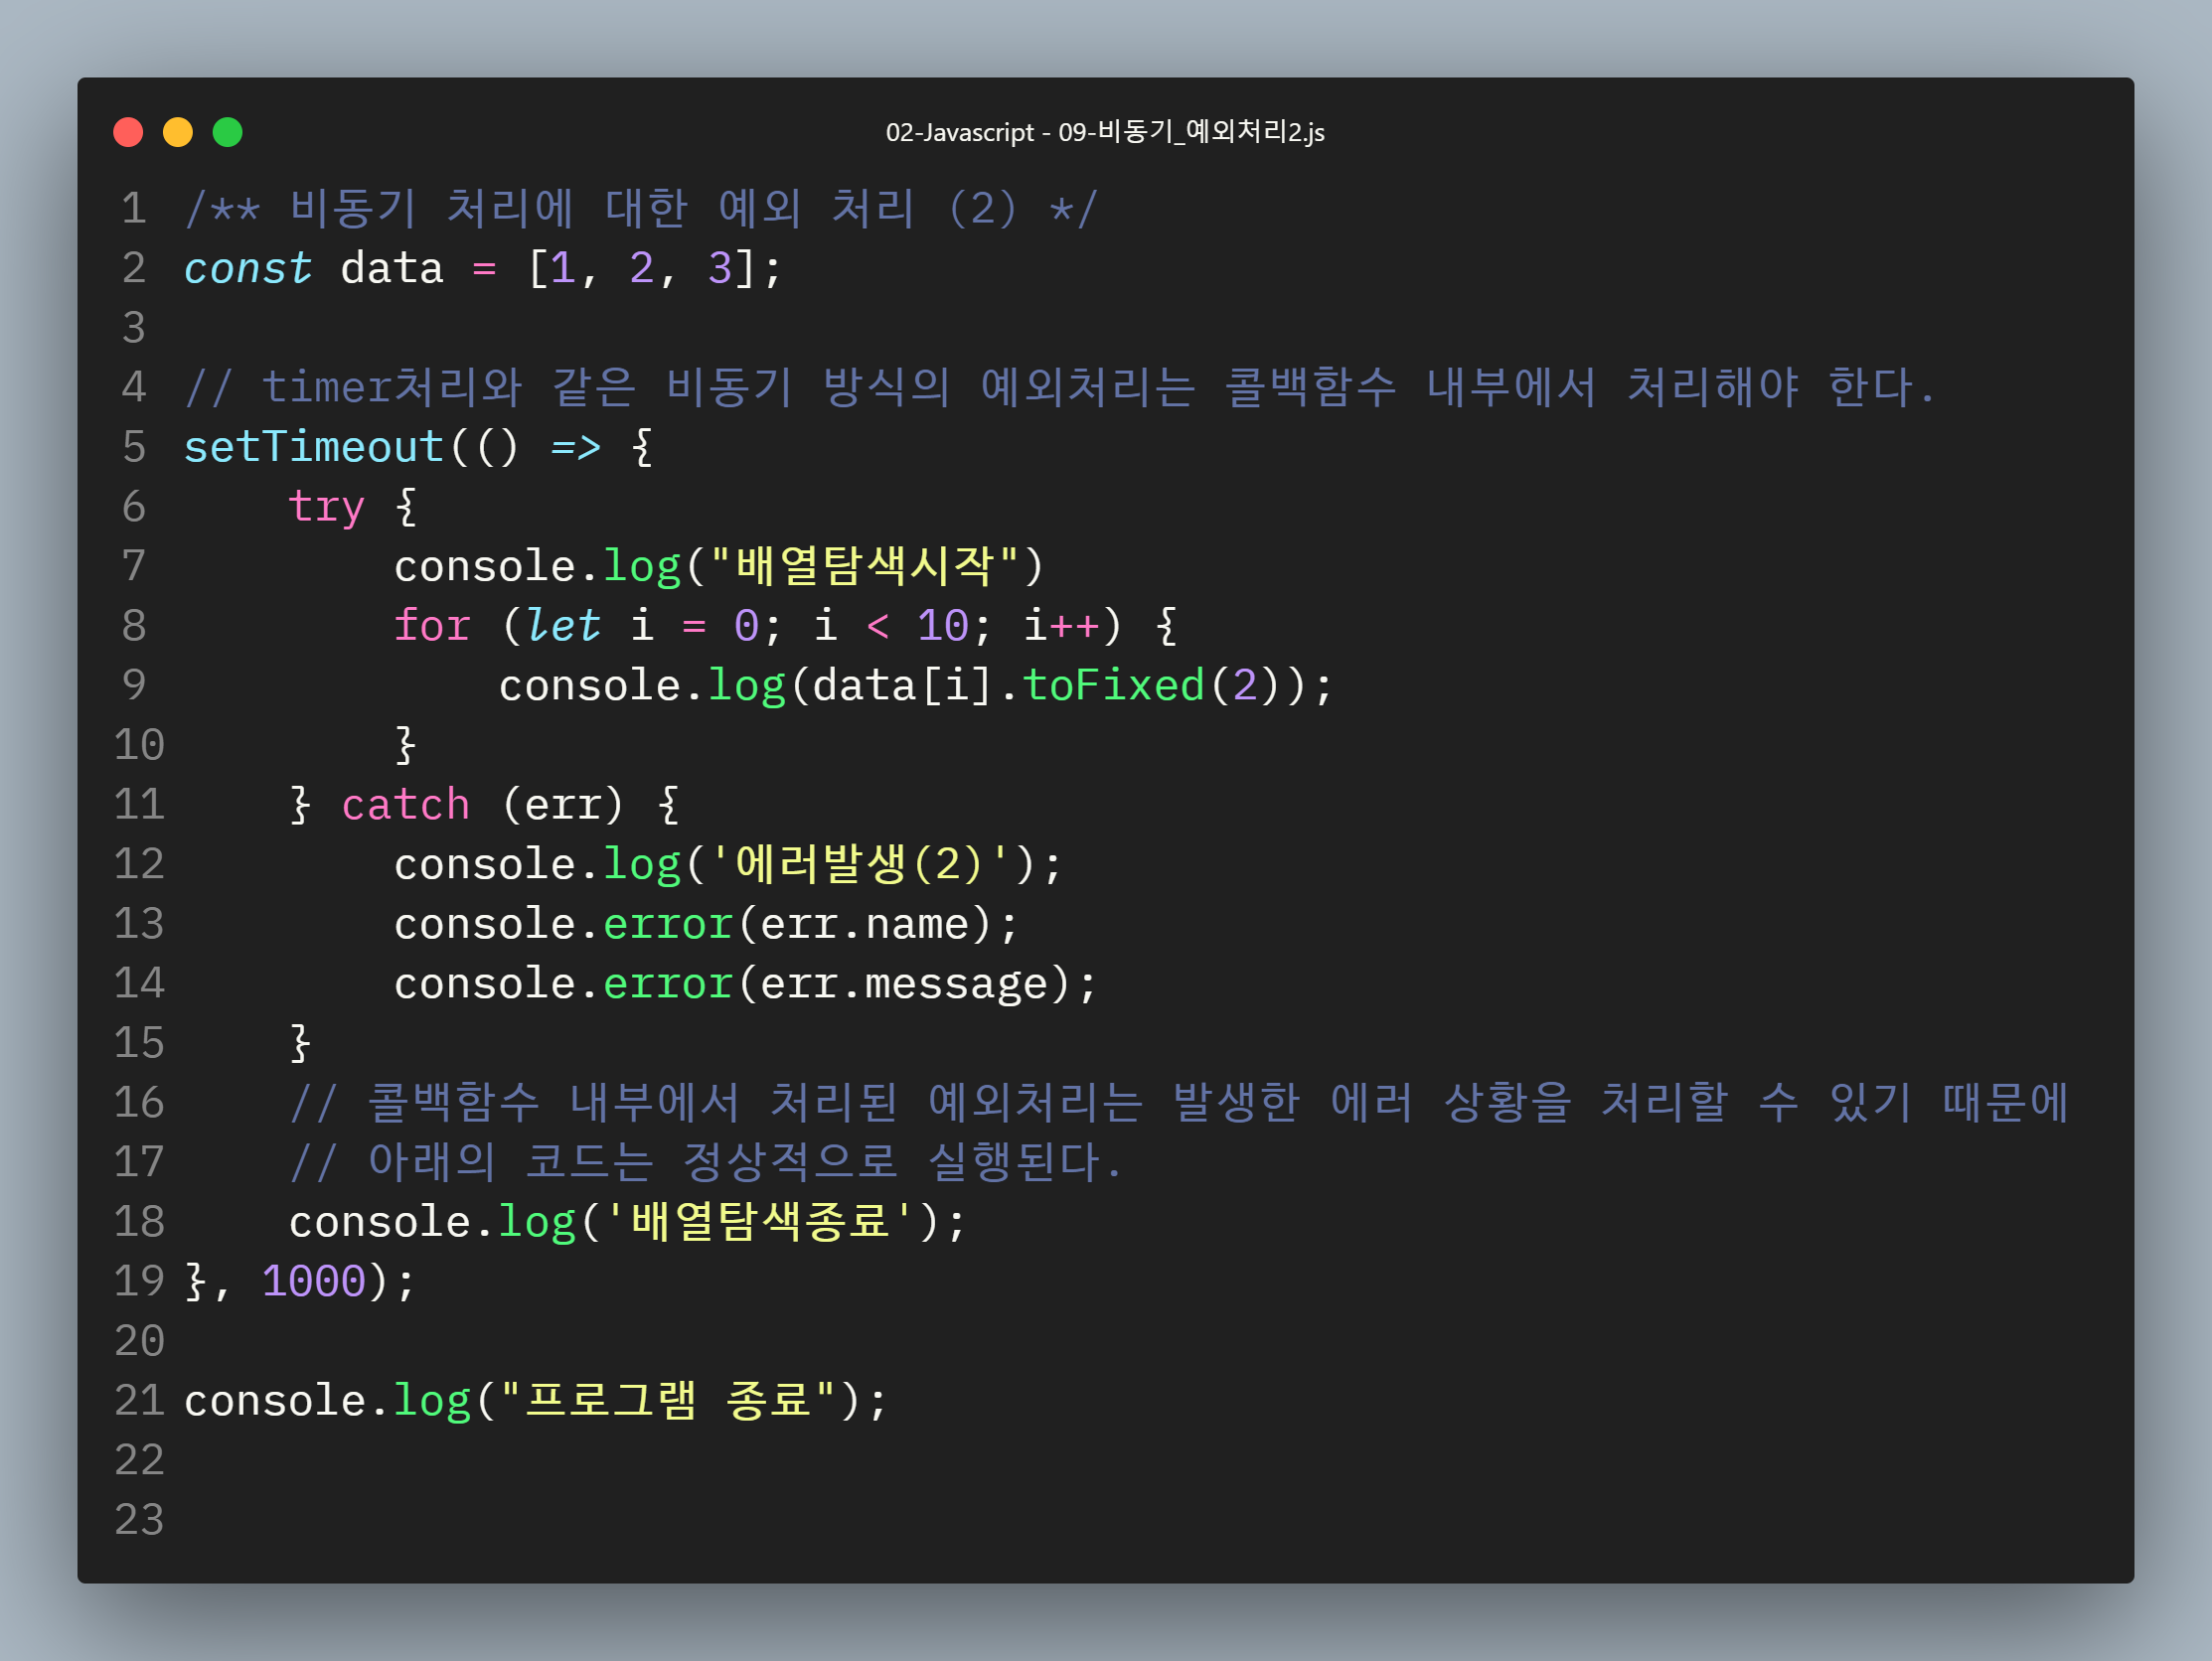 02-Javascript - 09-비동기_예외처리2.js
1 /** 비동기 처리에 대한 예외 처리 (2) */
2 const data = [1, 2, 3];
3
4 // timer처리와 같은 비동기 방식의 예외처리는 콜백함수 내부에서 처리해야 한다.
5 setTimeout(() => {
6     try {
7         console.log("배열탐색시작")
8         for (let i = 0; i < 10; i++) {
9             console.log(data[i].toFixed(2));
10         }
11     } catch (err) {
12         console.log('에러발생(2)');
13         console.error(err.name);
14         console.error(err.message);
15     }
16     // 콜백함수 내부에서 처리된 예외처리는 발생한 에러 상황을 처리할 수 있기 때문에
17     // 아래의 코드는 정상적으로 실행된다.
18     console.log('배열탐색종료');
19 }, 1000);
20
21 console.log("프로그램 종료");
22
23